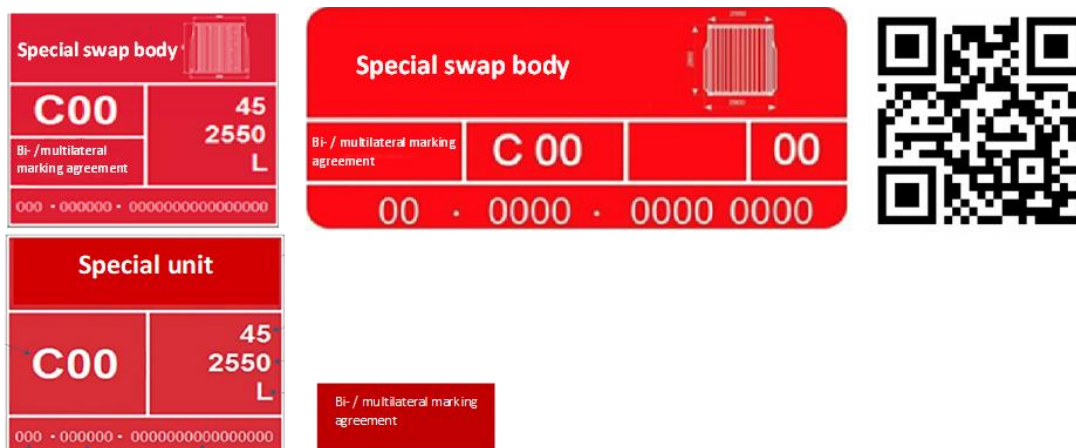 Special swap body
C00
Bi- / multilateral
marking agreement
45
2550
L
000 - 000000 - 0000000000000000
Special swap body
Bi- / multilateral marking
agreement
C 00
00
00 · 0000 · 0000 0000
Special unit
C00
45
2550
L
000 - 000000 - 0000000000000000
Bi- / multilateral marking
agreement